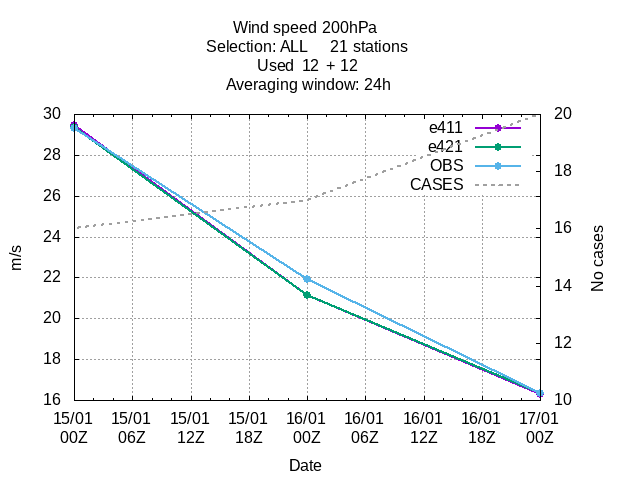 Wind speed 200hPa
Selection: ALL 21 stations
Used 12 + 12
Averaging window: 24h
30
28
26
24
22
20
18
16
m/s
20
18
16
14
12
10
No cases
e411
e421
OBS
CASES
15/01 15/01 15/01 15/01 16/01 16/01 16/01 16/01 17/01
00Z 06Z 12Z 18Z 00Z 06Z 12Z 18Z 00Z
Date